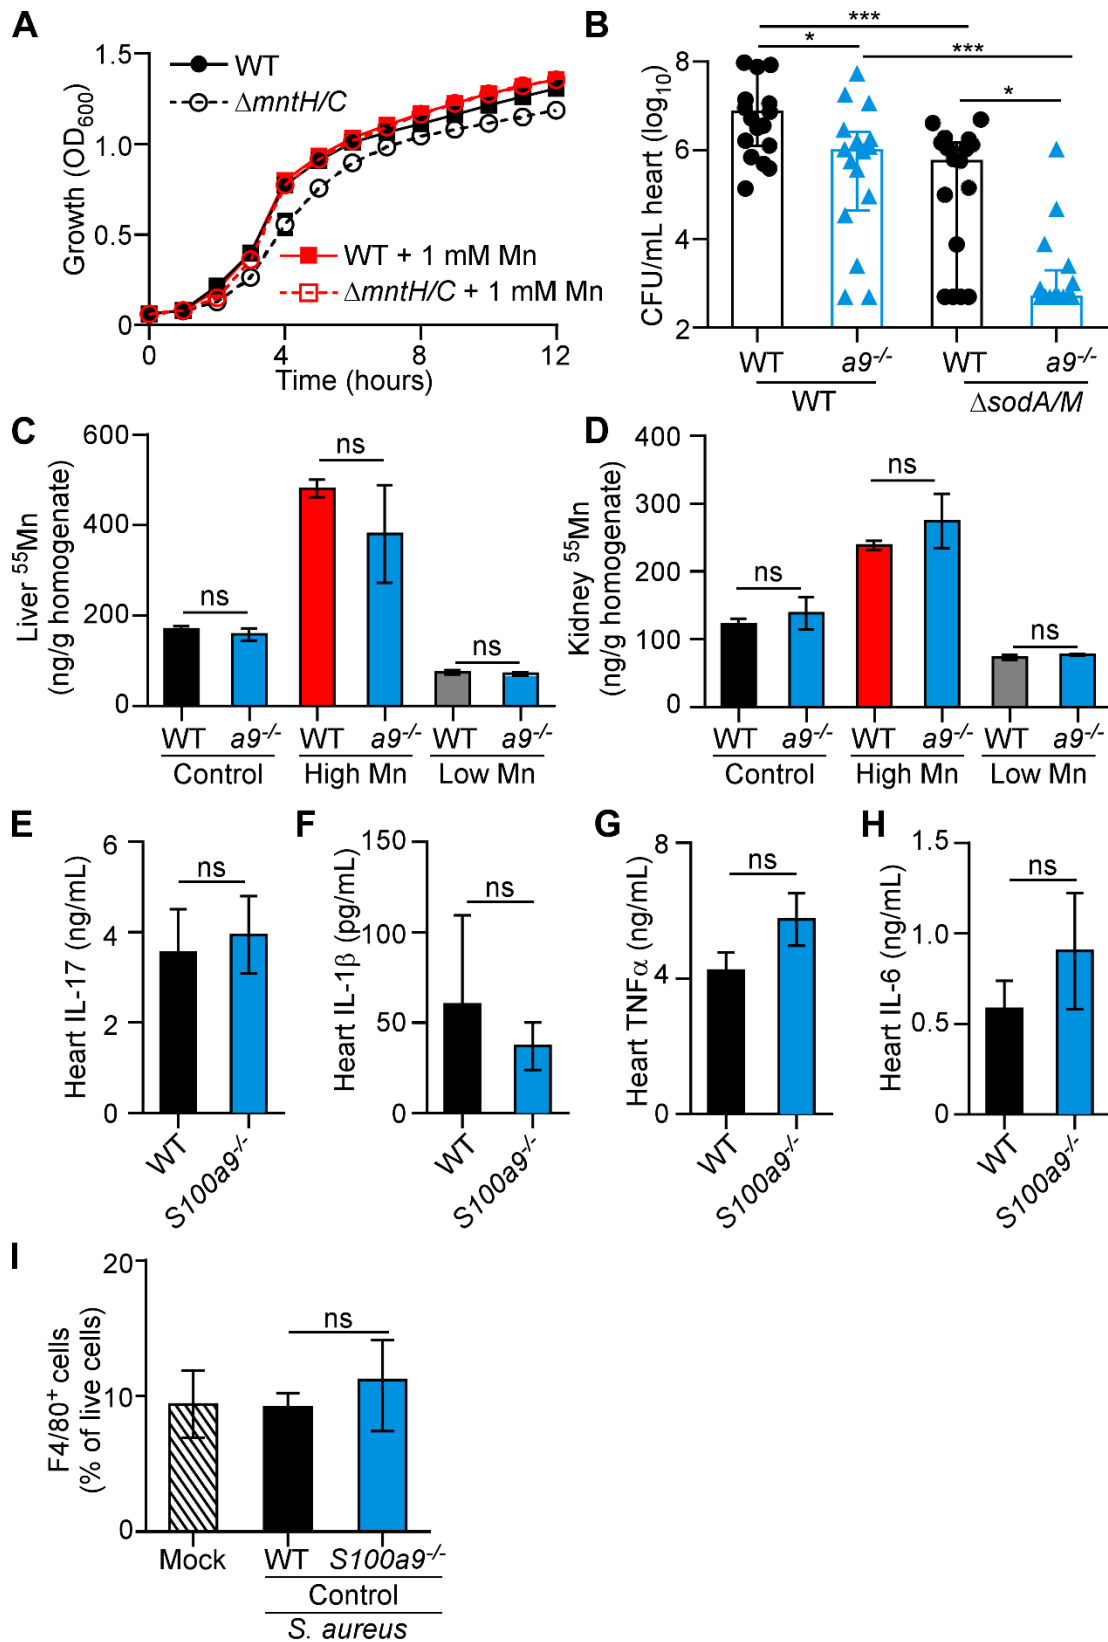 A
Growth (OD600)
1.5
1.0
0.5
0
WT
ΔmntH/C
WT + 1 mM Mn
ΔmntH/C + 1 mM Mn
0 4 8 12
Time (hours)
B
CFU/mL heart (log10)
8
6
4
2
***
* ***
*
WT a9-/- WT a9-/-
WT ΔsodA/M
C
Liver 55Mn
(ng/g homogenate)
600
400
200
0
ns
ns
ns
WT a9-/- WT a9-/- WT a9-/-
Control High Mn Low Mn
D
Kidney 55Mn
(ng/g homogenate)
400
300
200
100
0
ns
ns
ns
WT a9-/- WT a9-/- WT a9-/-
Control High Mn Low Mn
E
Heart IL-17 (ng/mL)
6
4
2
0
ns
WT
S100a9-/-
F
Heart IL-1β (pg/mL)
150
100
50
0
ns
WT
S100a9-/-
G
Heart TNFα (ng/mL)
8
4
0
ns
WT
S100a9-/-
H
Heart IL-6 (ng/mL)
1.5
1.0
0.5
0
ns
WT
S100a9-/-
I
F4/80+ cells
(% of live cells)
20
10
0
ns
Mock WT S100a9-/-
Control
S. aureus